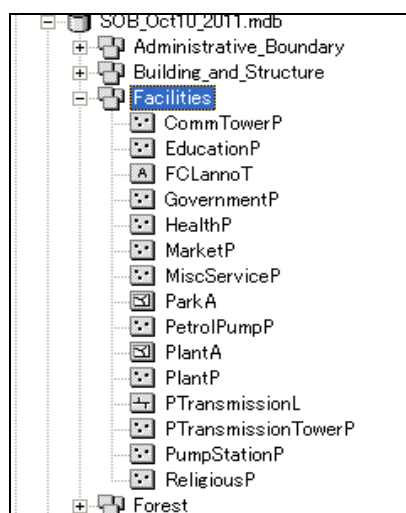 SOB_Oct10_2011.mdb
Administrative_Boundary
Building_and_Structure
Facilities
CommTowerP
EducationP
A FCLannoT
GovernmentP
HealthP
MarketP
MiscServiceP
ParkA
PetrolPumpP
PlantA
PlantP
PTransmissionL
PTransmissionTowerP
PumpStationP
ReligiousP
Forest